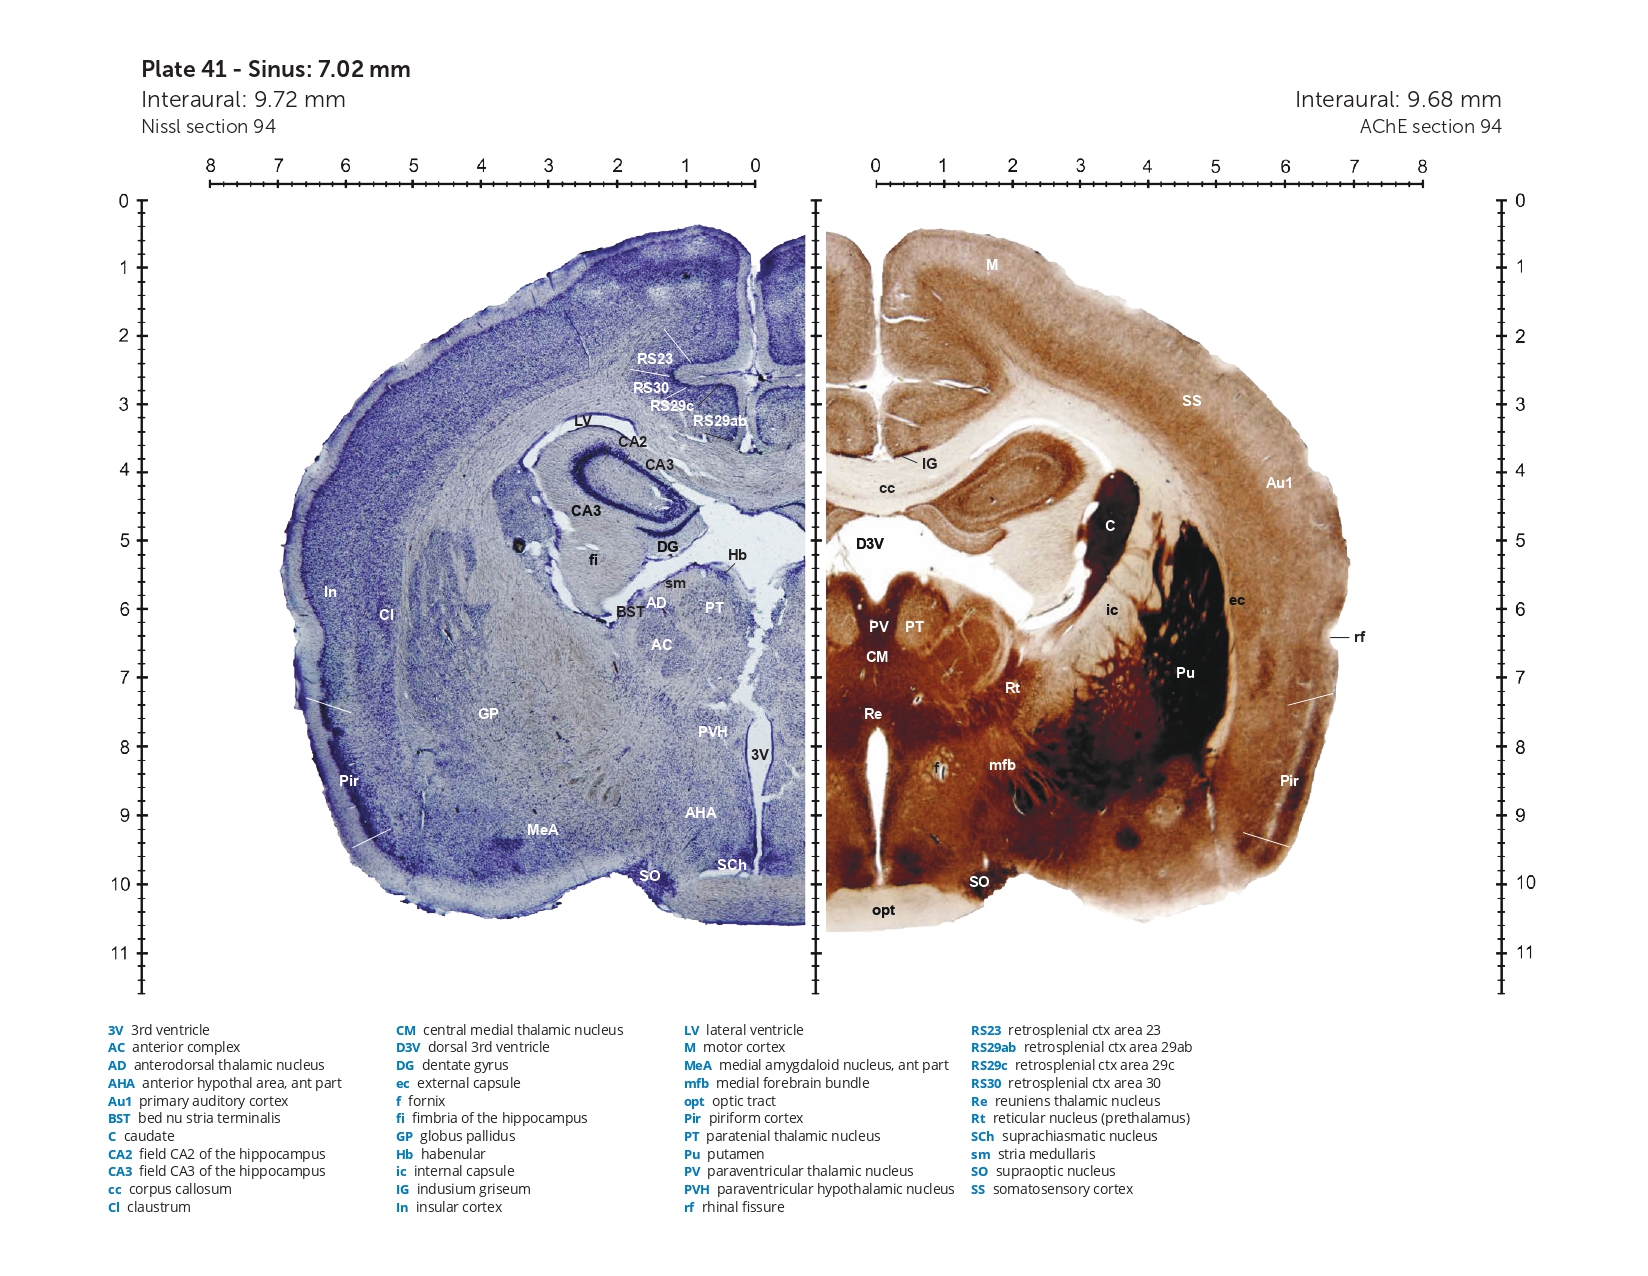 Plate 41 - Sinus: 7.02 mm
Interaural: 9.72 mm
Nissl section 94
Interaural: 9.68 mm
AChE section 94
8 7 6 5 4 3 2 1 0
0 1 2 3 4 5 6 7 8
0
1
2
3
4
5
6
7
8
9
10
11
RS23
RS30
RS29c
RS29ab
LV
CA2
CA3
CA3
DG
fi
Hb
sm
BST
AD
PT
AC
In
Cl
GP
PVH
3V
Pir
AHA
MeA
SCh
SO
M
SS
IG
cc
Au1
C
D3V
ec
ic
PV
PT
rf
CM
Pu
Rt
Re
f
mfb
Pir
SO
opt
0
1
2
3
4
5
6
7
8
9
10
11
3V 3rd ventricle
AC anterior complex
AD anterodorsal thalamic nucleus
AHA anterior hypothal area, ant part
Au1 primary auditory cortex
BST bed nu stria terminalis
C caudate
CA2 field CA2 of the hippocampus
CA3 field CA3 of the hippocampus
cc corpus callosum
Cl claustrum
CM central medial thalamic nucleus
D3V dorsal 3rd ventricle
DG dentate gyrus
ec external capsule
f fornix
fi fimbria of the hippocampus
GP globus pallidus
Hb habenular
ic internal capsule
IG indusium griseum
In insular cortex
LV lateral ventricle
M motor cortex
MeA medial amygdaloid nucleus, ant part
mfb medial forebrain bundle
opt optic tract
Pir piriform cortex
PT paratenial thalamic nucleus
Pu putamen
PV paraventricular thalamic nucleus
PVH paraventricular hypothalamic nucleus
rf rhinal fissure
RS23 retrosplenial ctx area 23
RS29ab retrosplenial ctx area 29ab
RS29c retrosplenial ctx area 29c
RS30 retrosplenial ctx area 30
Re reuniens thalamic nucleus
Rt reticular nucleus (prethalamus)
SCh suprachiasmatic nucleus
sm stria medullaris
SO supraoptic nucleus
SS somatosensory cortex